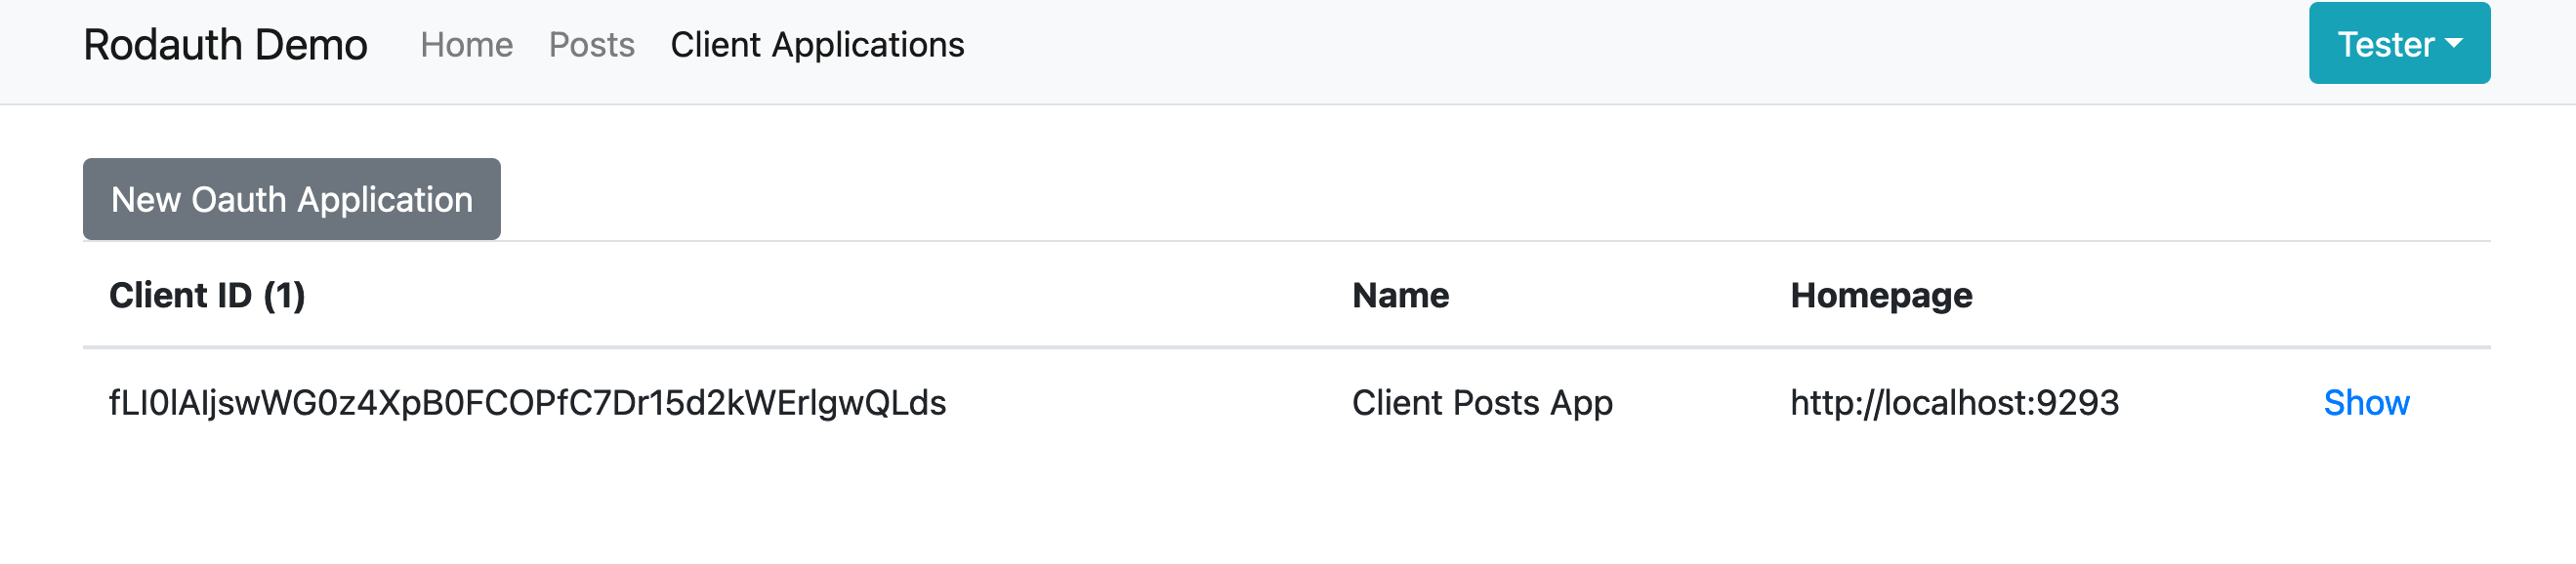 Rodauth Demo Home Posts Client Applications Tester
New Oauth Application
Client ID (1) Name Homepage
fLI0lAIjswWG0z4XpB0FCOPfC7Dr15d2kWErlgwQLds Client Posts App http://localhost:9293 Show